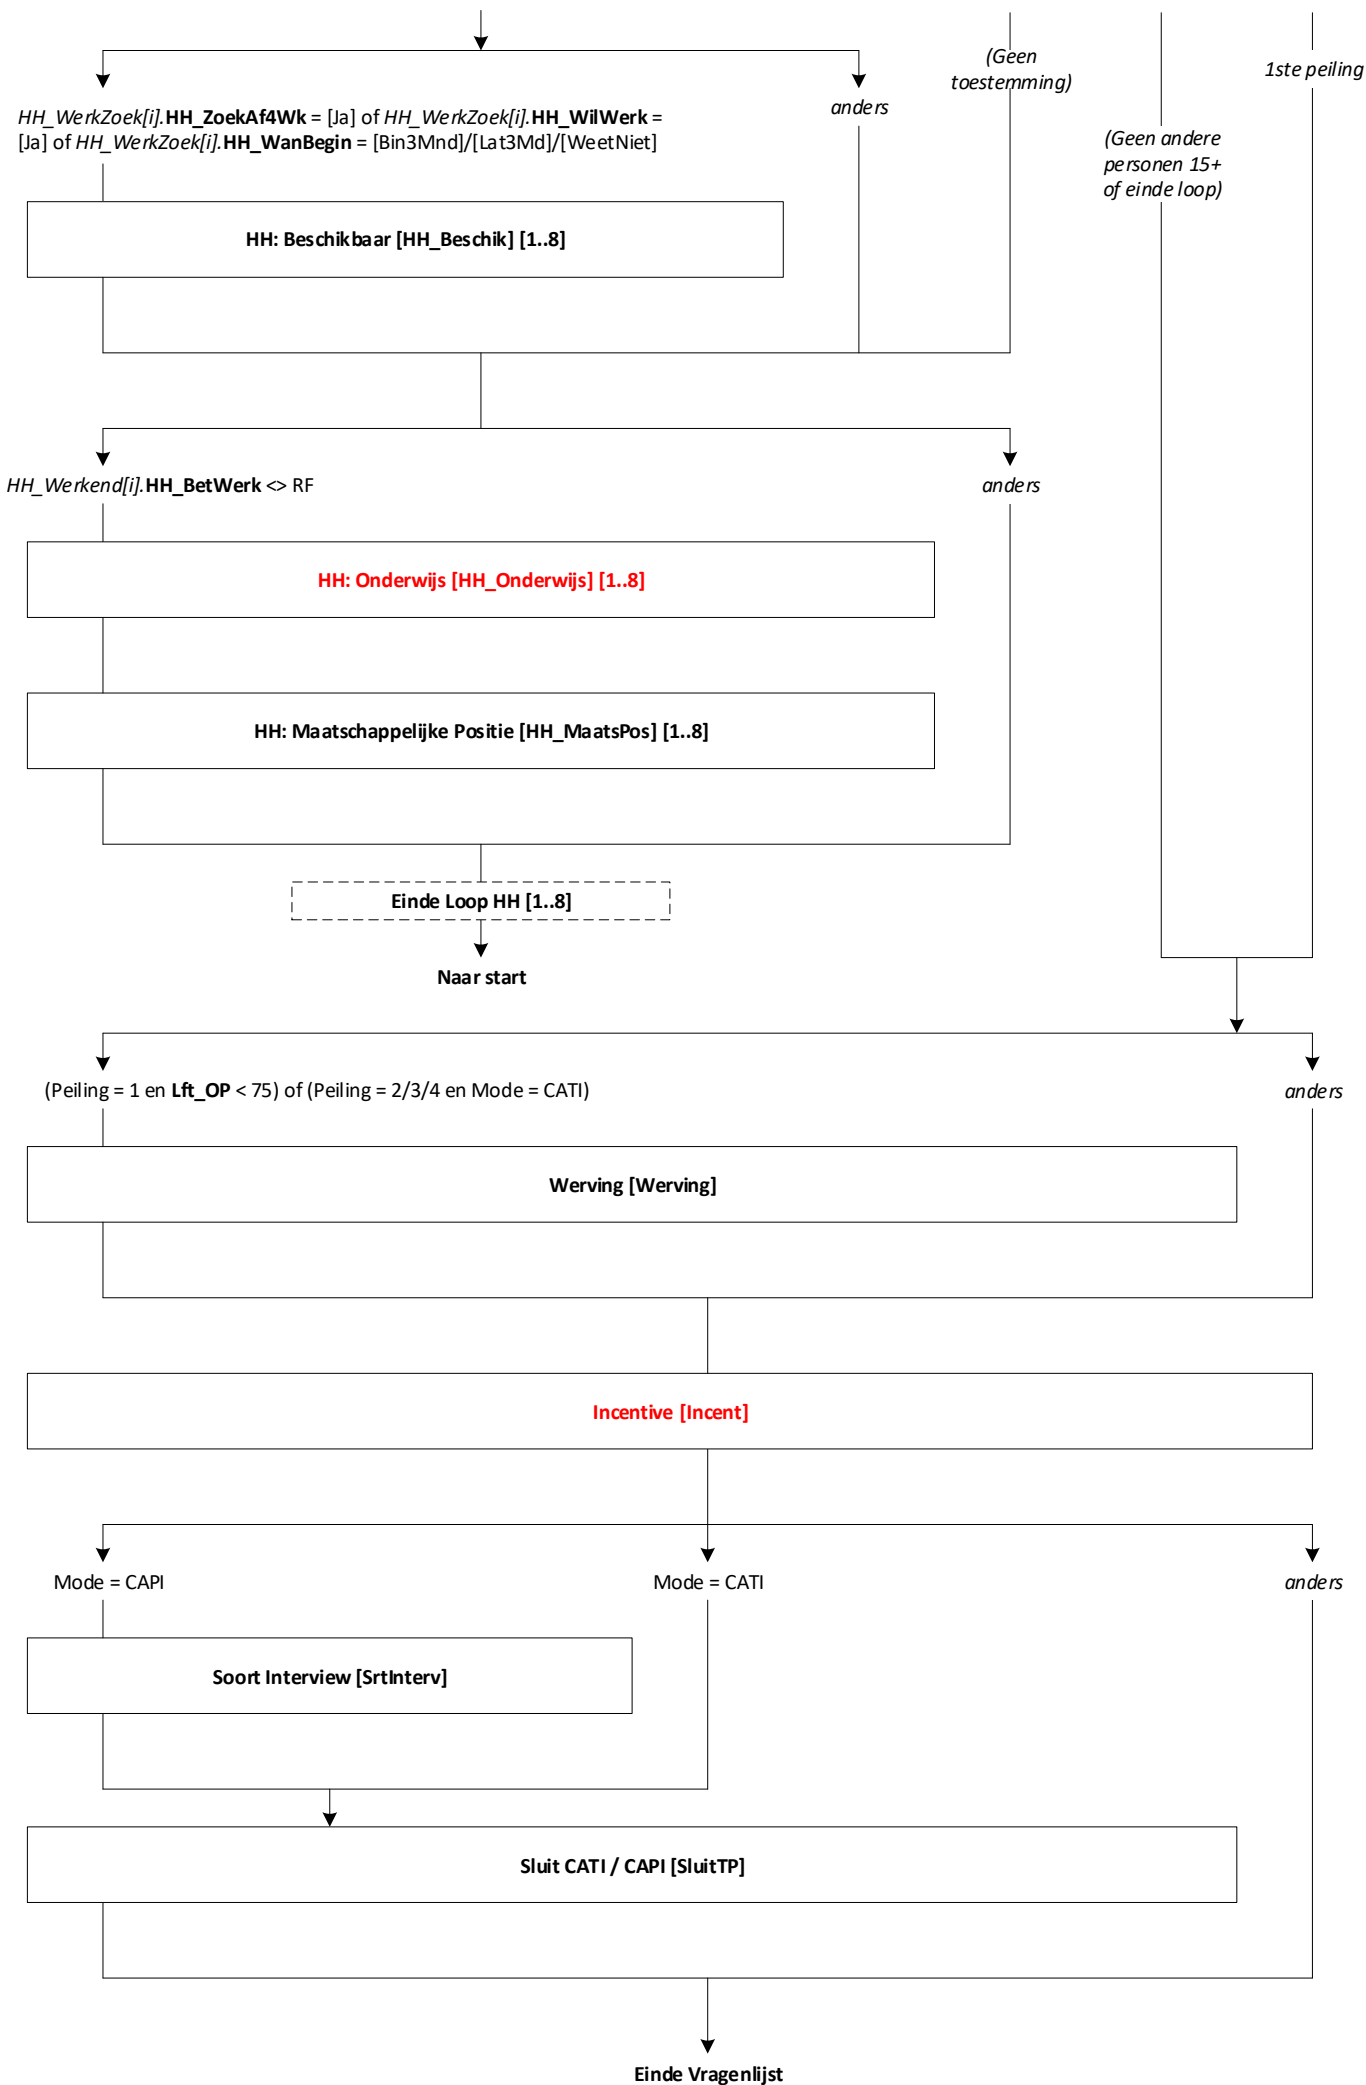 (Geen
toestemming)
1ste peiling
anders
HH_WerkZoek[i].HH_ZoekAf4Wk = [Ja] of HH_WerkZoek[i].HH_WilWerk =
[Ja] of HH_WerkZoek[i].HH_WanBegin = [Bin3Mnd]/[Lat3Md]/[WeetNiet]
(Geen andere
personen 15+
of einde loop)
HH: Beschikbaar [HH_Beschik] [1..8]
HH_Werkend[i].HH_BetWerk <> RF
anders
HH: Onderwijs [HH_Onderwijs] [1..8]
HH: Maatschappelijke Positie [HH_MaatsPos] [1..8]
Einde Loop HH [1..8]
Naar start
(Peiling = 1 en Lft_OP < 75) of (Peiling = 2/3/4 en Mode = CATI)
anders
Werving [Werving]
Incentive [Incent]
Mode = CAPI
Mode = CATI
anders
Soort Interview [SrtInterv]
Sluit CATI / CAPI [SluitTP]
Einde Vragenlijst